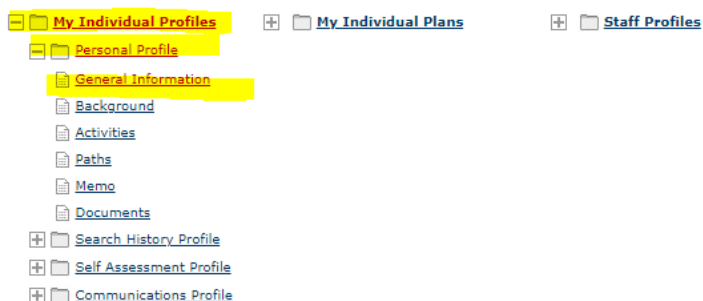 My Individual Profiles My Individual Plans Staff Profiles
Personal Profile
General Information
Background
Activities
Paths
Memo
Documents
Search History Profile
Self Assessment Profile
Communications Profile